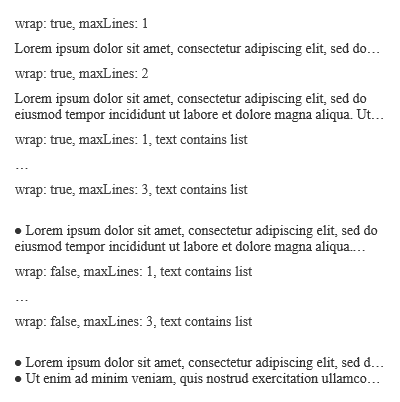 wrap: true, maxLines: 1
Lorem ipsum dolor sit amet, consectetur adipiscing elit, sed do…
wrap: true, maxLines: 2
Lorem ipsum dolor sit amet, consectetur adipiscing elit, sed do
eiusmod tempor incididunt ut labore et dolore magna aliqua. Ut…
wrap: true, maxLines: 1, text contains list
…
wrap: true, maxLines: 3, text contains list
• Lorem ipsum dolor sit amet, consectetur adipiscing elit, sed do
eiusmod tempor incididunt ut labore et dolore magna aliqua.…
wrap: false, maxLines: 1, text contains list
…
wrap: false, maxLines: 3, text contains list
• Lorem ipsum dolor sit amet, consectetur adipiscing elit, sed d…
• Ut enim ad minim veniam, quis nostrud exercitation ullamco…